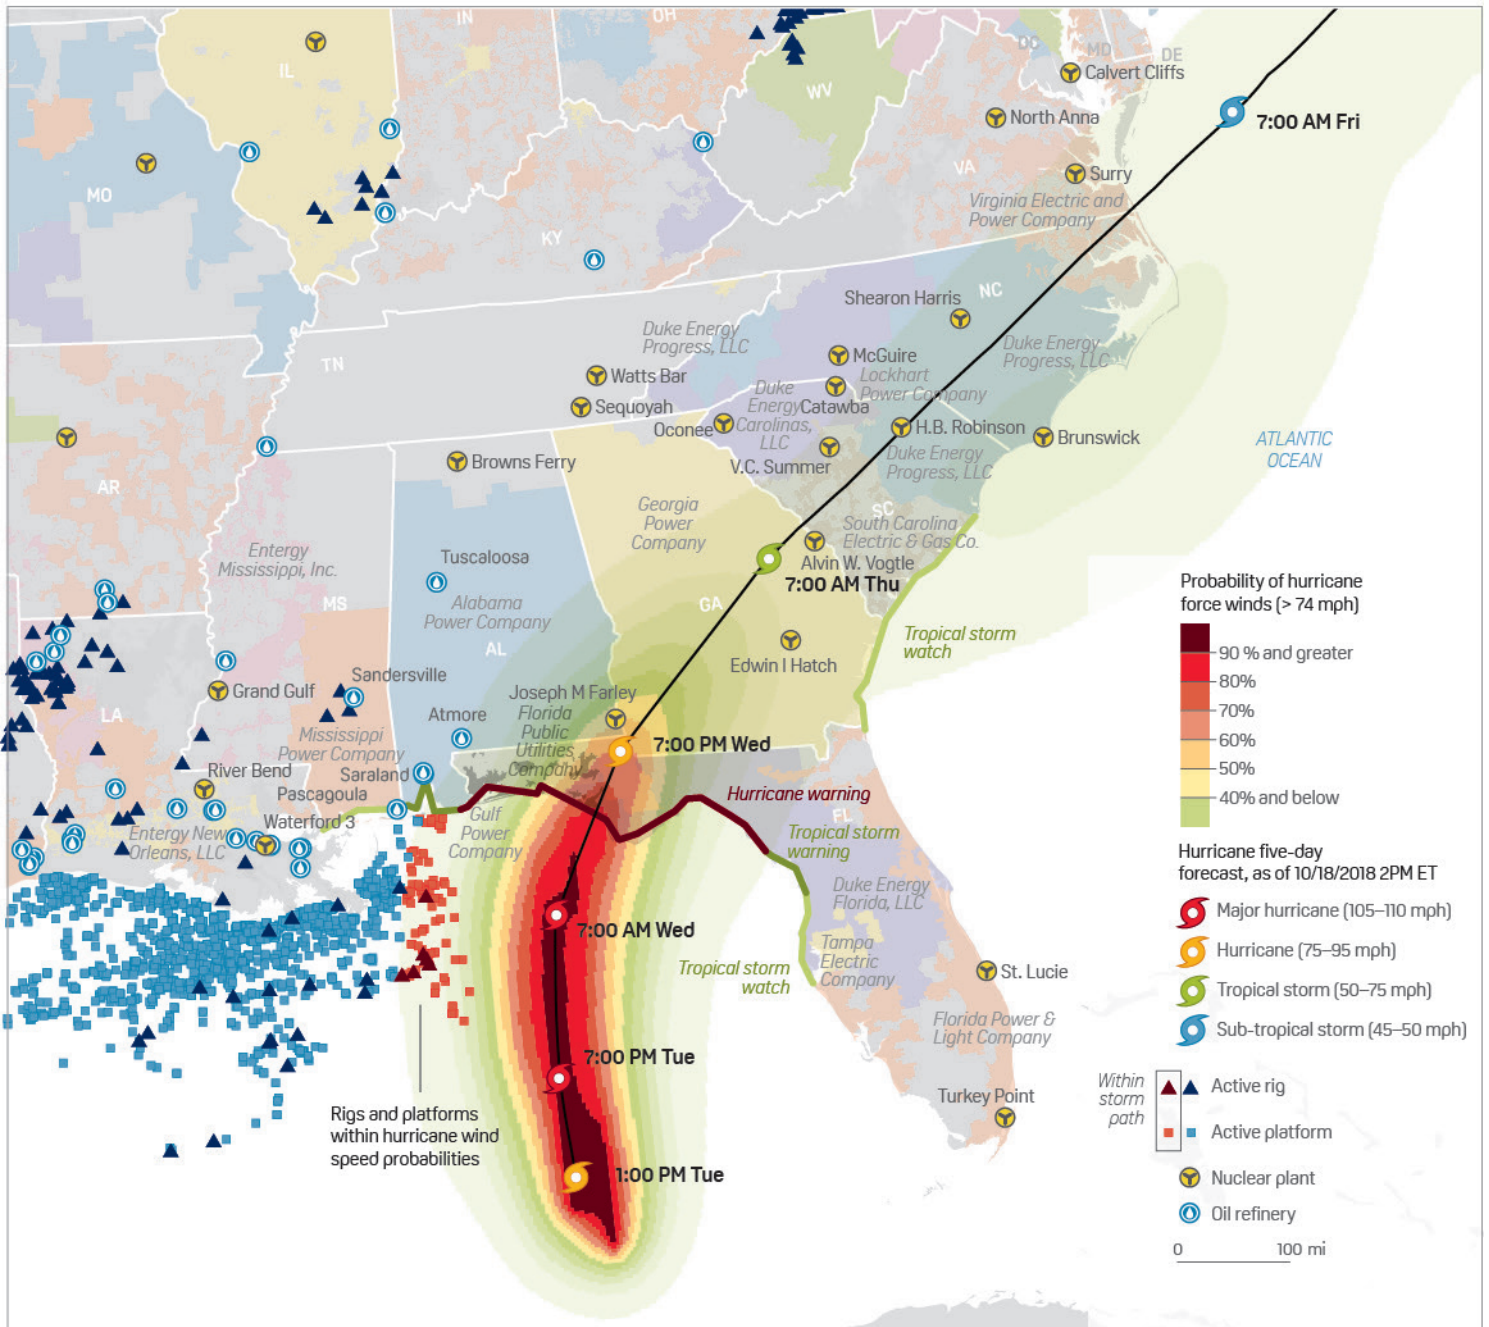 IN
OH
IL
WV
DC
MD
DE
Calvert Cliffs
North Anna
7:00 AM Fri
MO
VA
Surry
Virginia Electric and
Power Company
KY
NC
Shearon Harris
Duke Energy
Progress, LLC
TN
McGuire
Lockhart
Power Company
Duke Energy
Progress, LLC
Watts Bar
Sequoyah
Duke
Energy
Carolinas,
LLC
Catawba
Oconee
H.B. Robinson
Brunswick
V.C. Summer
Duke Energy
Progress, LLC
ATLANTIC
OCEAN
Browns Ferry
AR
Georgia
Power
Company
SC
South Carolina
Electric & Gas Co.
Entergy
Mississippi, Inc.
Tuscaloosa
Alvin W. Vogtle
7:00 AM Thu
MS
Alabama
Power Company
GA
AL
Tropical storm
watch
Edwin I Hatch
Sandersville
Grand Gulf
Joseph M Farley
LA
Atmore
Florida
Public
Utilities
Company
Mississippi
Power Company
7:00 PM Wed
River Bend
Saraland
Pascagoula
Hurricane warning
Waterford 3
Gulf
Power
Company
Entergy New
Orleans, LLC
FL
Tropical storm
warning
Duke Energy
Florida, LLC
7:00 AM Wed
Tampa
Electric
Company
Tropical storm
watch
St. Lucie
Florida Power &
Light Company
7:00 PM Tue
Turkey Point
Rigs and platforms
within hurricane wind
speed probabilities
1:00 PM Tue
Probability of hurricane
force winds (> 74 mph)
90 % and greater
80%
70%
60%
50%
40% and below
Hurricane five-day
forecast, as of 10/18/2018 2PM ET
Major hurricane (105–110 mph)
Hurricane (75–95 mph)
Tropical storm (50–75 mph)
Sub-tropical storm (45–50 mph)
Within
storm
path
Active rig
Active platform
Nuclear plant
Oil refinery
0
100 mi